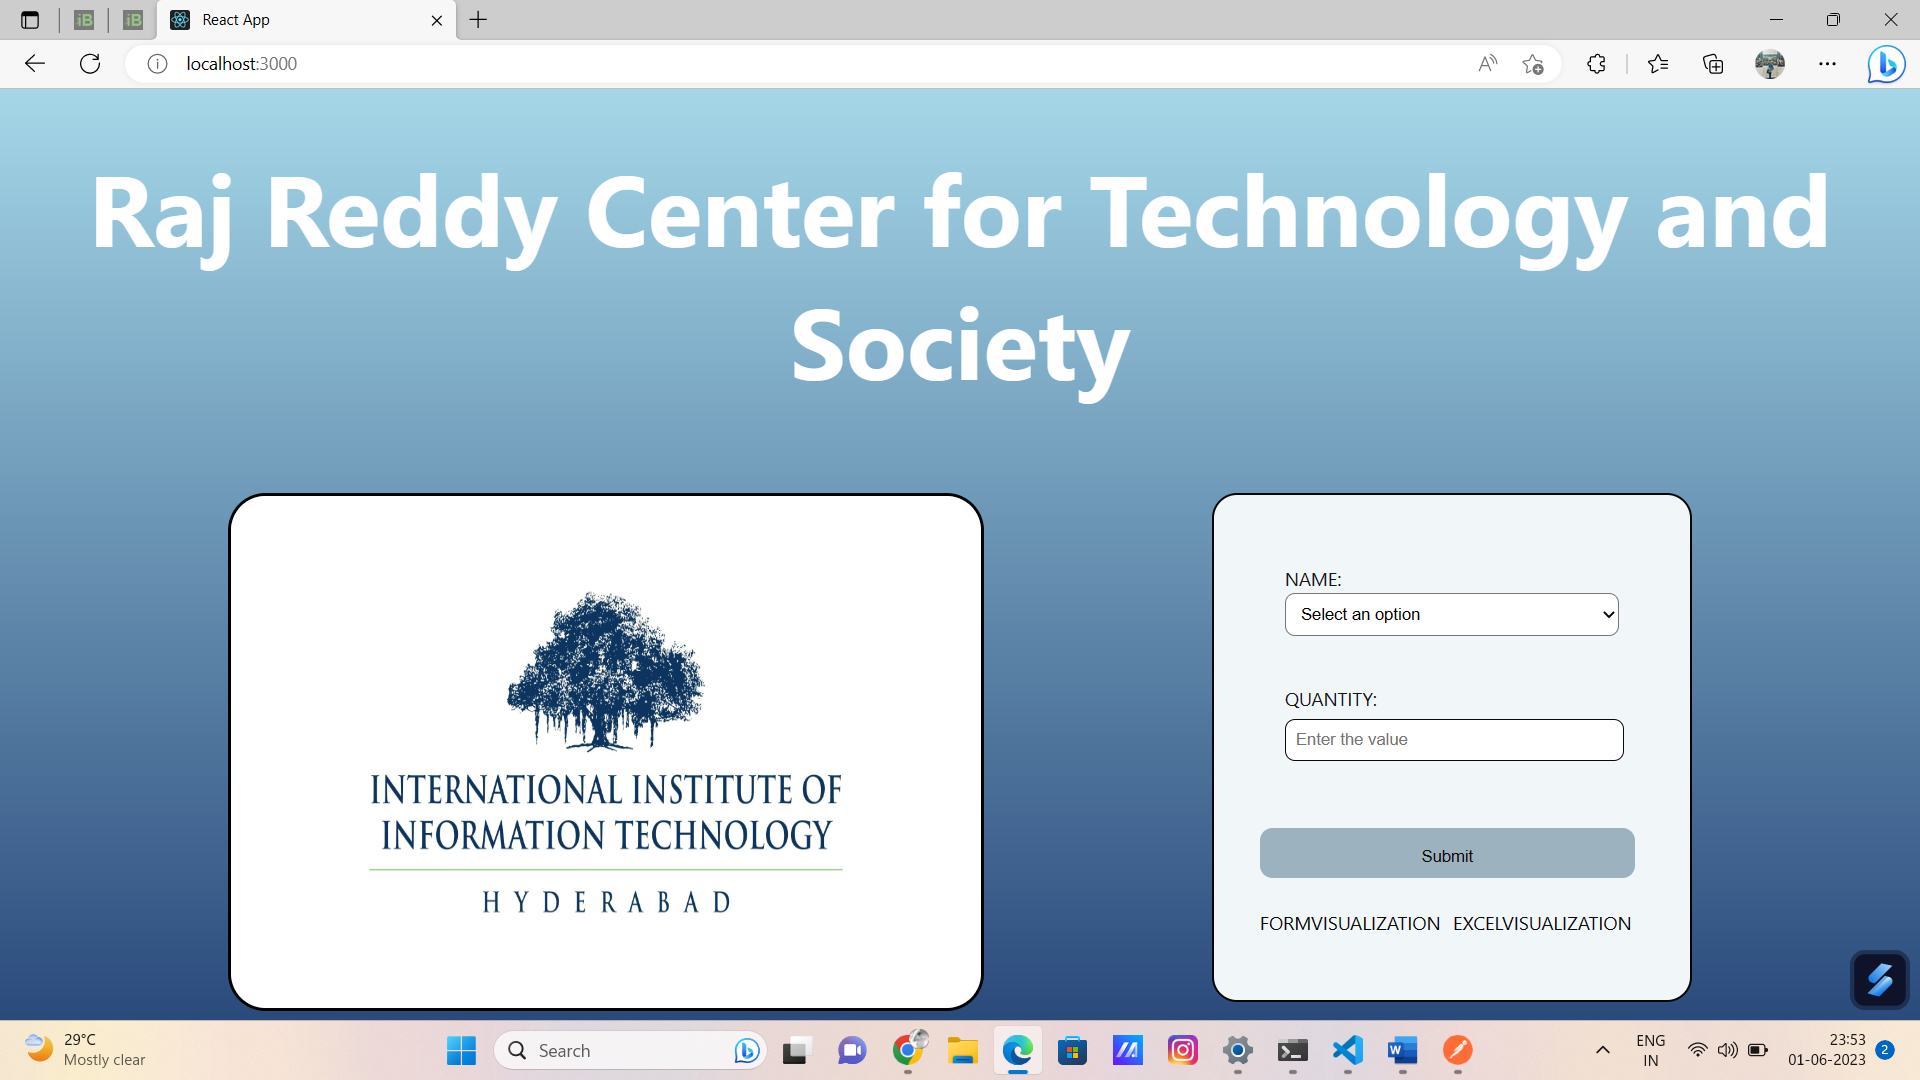 React App
localhost:3000
Raj Reddy Center for Technology and
Society
INTERNATIONAL INSTITUTE OF
INFORMATION TECHNOLOGY
HYDERABAD
NAME:
Select an option
QUANTITY:
Enter the value
Submit
FORMVISUALIZATION EXCELVISUALIZATION
29°C
Mostly clear
Search
ENG
IN
23:53
01-06-2023
2